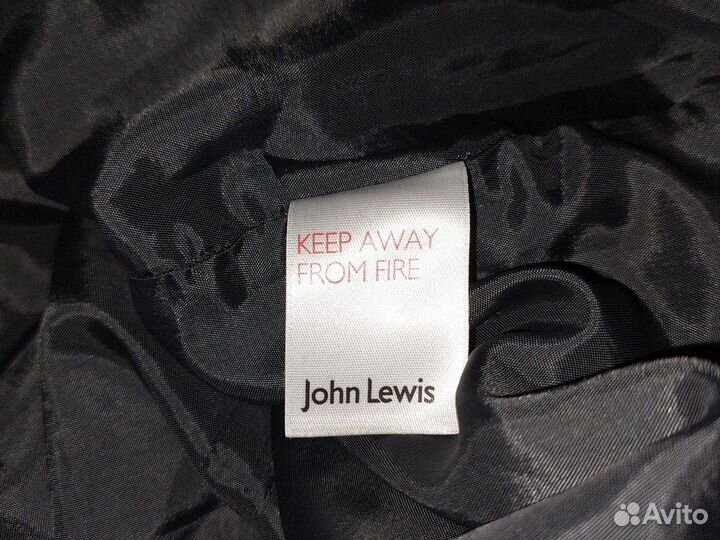 KEEP AWAY
FROM FIRE
John Lewis
Avito